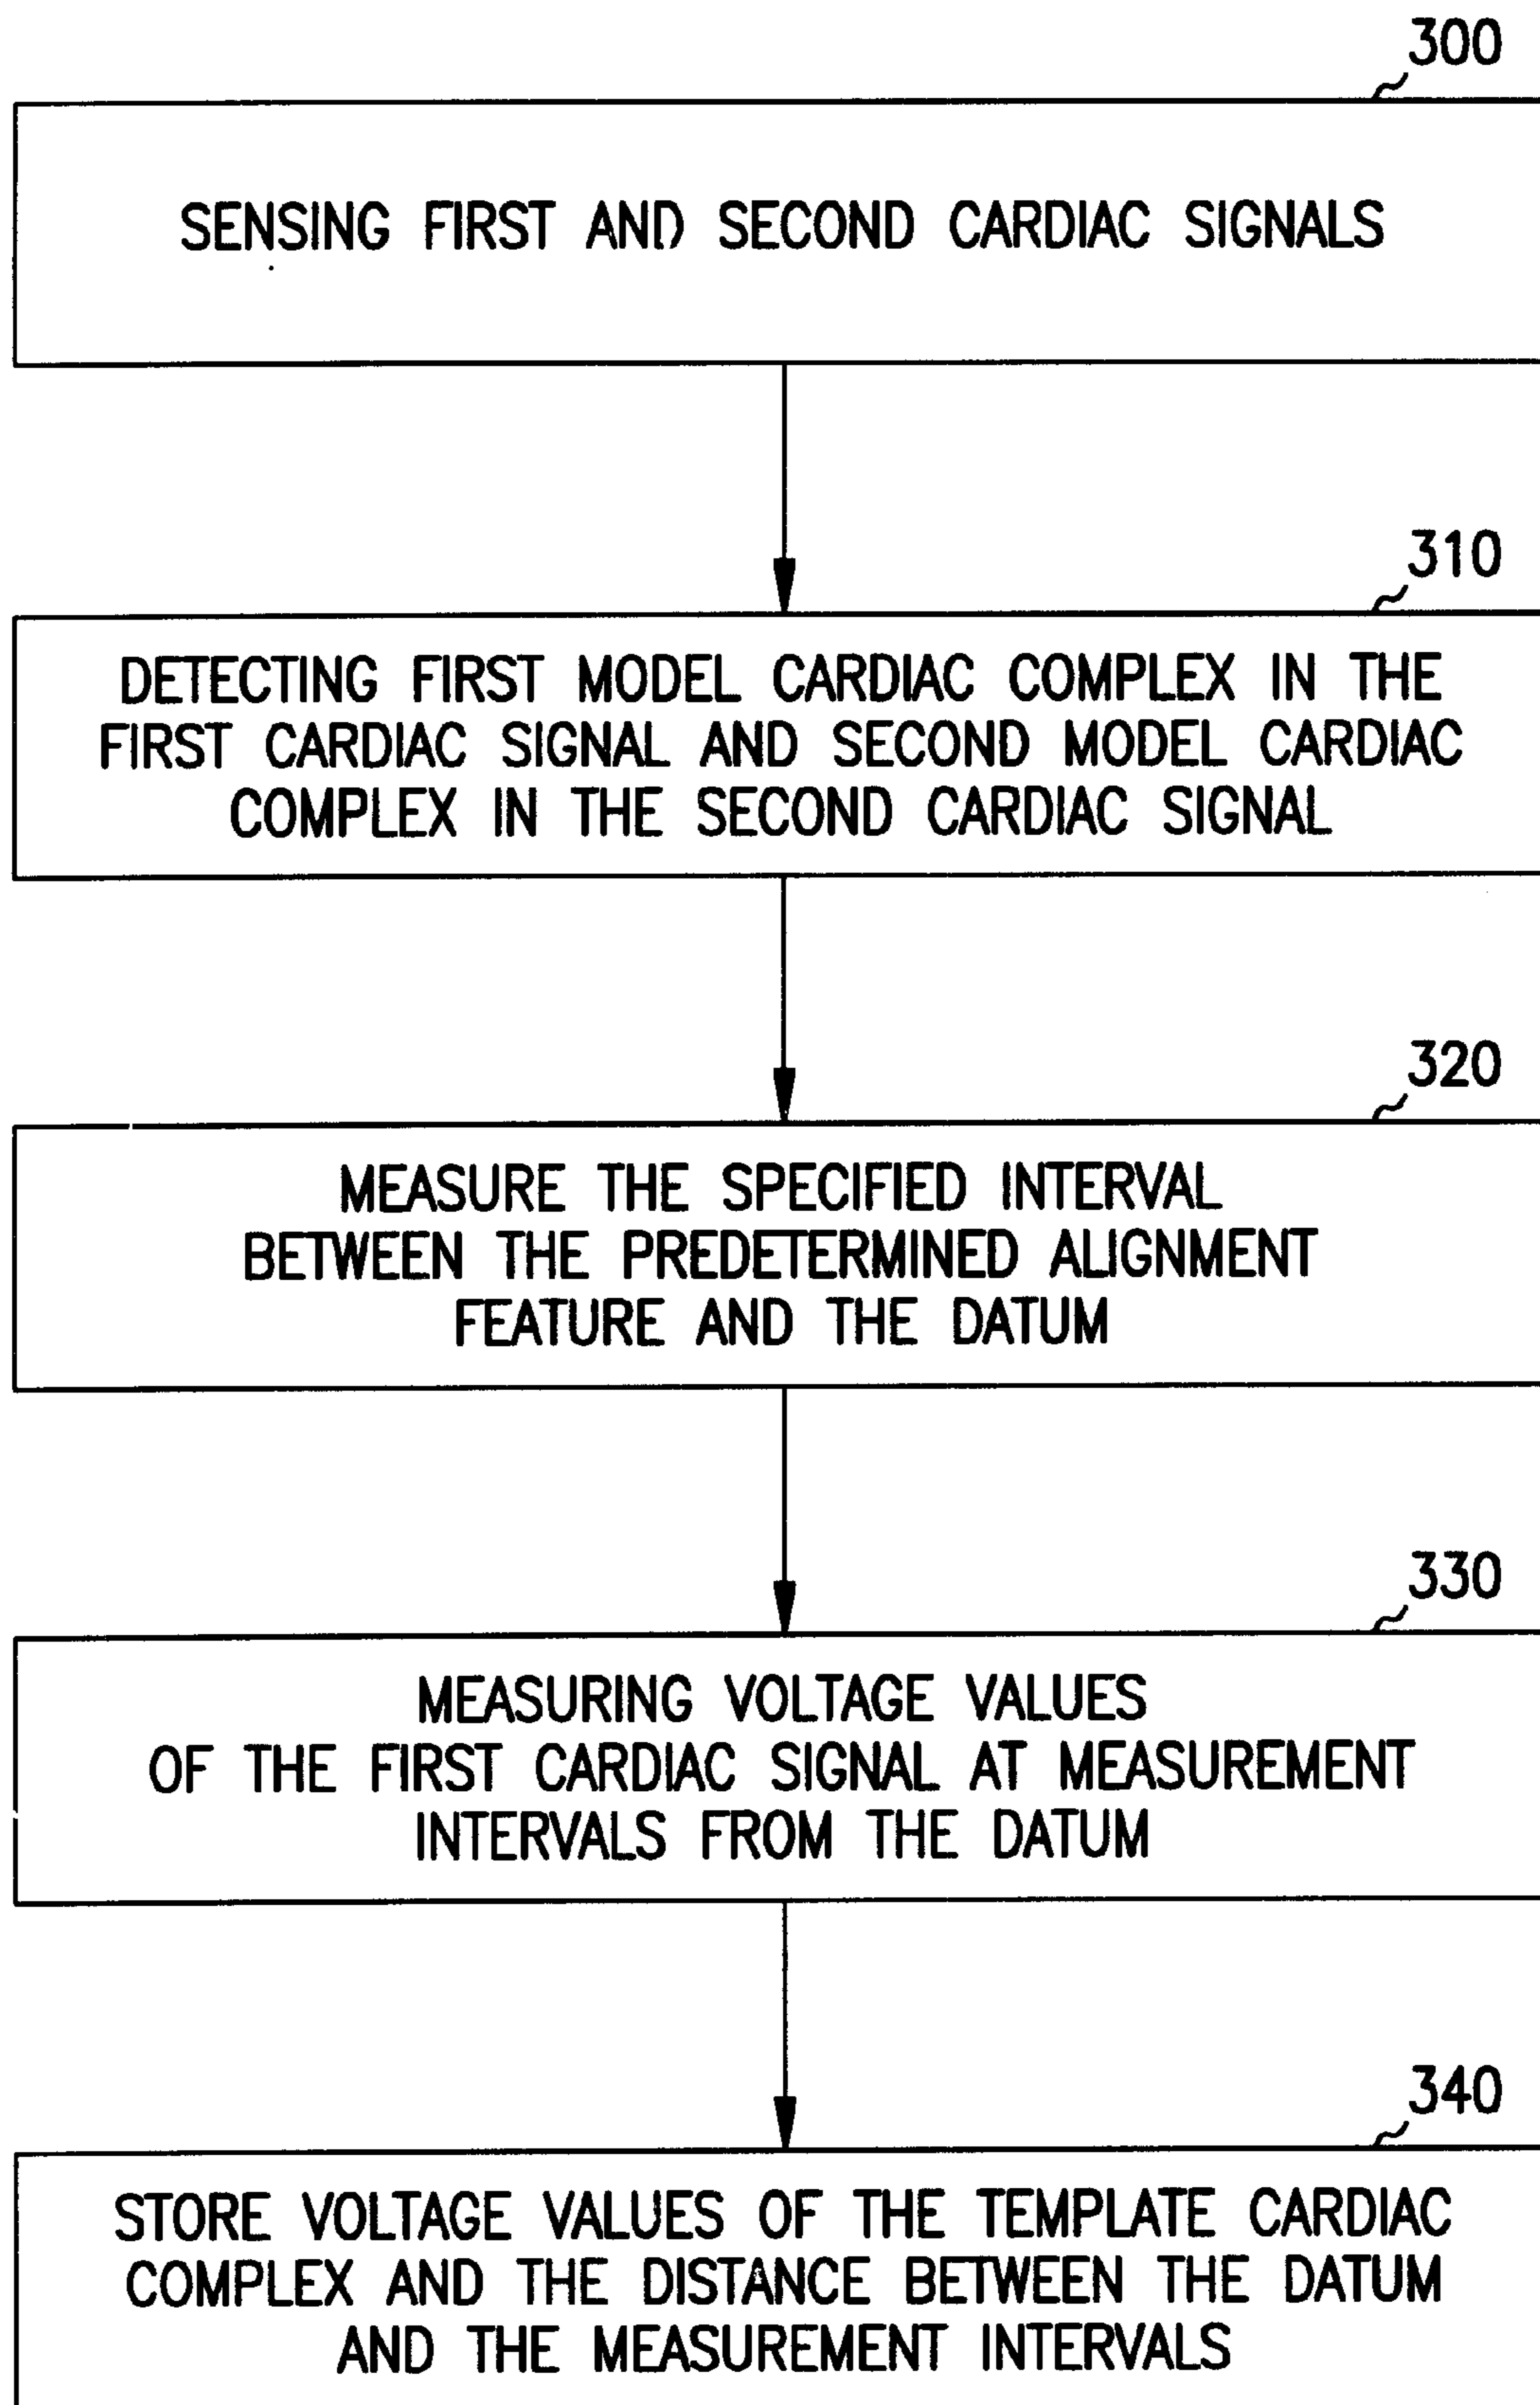 300
SENSING FIRST AND SECOND CARDIAC SIGNALS
310
DETECTING FIRST MODEL CARDIAC COMPLEX IN THE
FIRST CARDIAC SIGNAL AND SECOND MODEL CARDIAC
COMPLEX IN THE SECOND CARDIAC SIGNAL
320
MEASURE THE SPECIFIED INTERVAL
BETWEEN THE PREDETERMINED ALIGNMENT
FEATURE AND THE DATUM
330
MEASURING VOLTAGE VALUES
OF THE FIRST CARDIAC SIGNAL AT MEASUREMENT
INTERVALS FROM THE DATUM
340
STORE VOLTAGE VALUES OF THE TEMPLATE CARDIAC
COMPLEX AND THE DISTANCE BETWEEN THE DATUM
AND THE MEASUREMENT INTERVALS